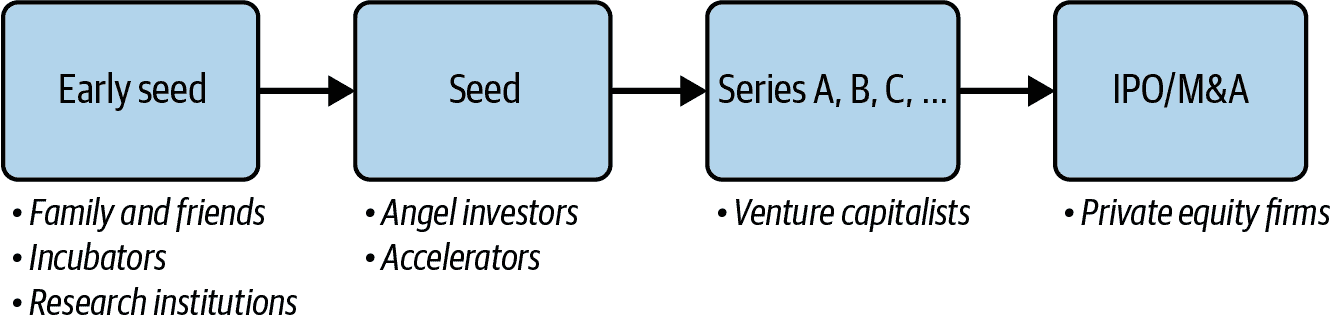 Early seed
Seed
Series A, B, C, ...
IPO/M&A
• Family and friends
• Incubators
• Research institutions
• Angel investors
• Accelerators
• Venture capitalists
• Private equity firms